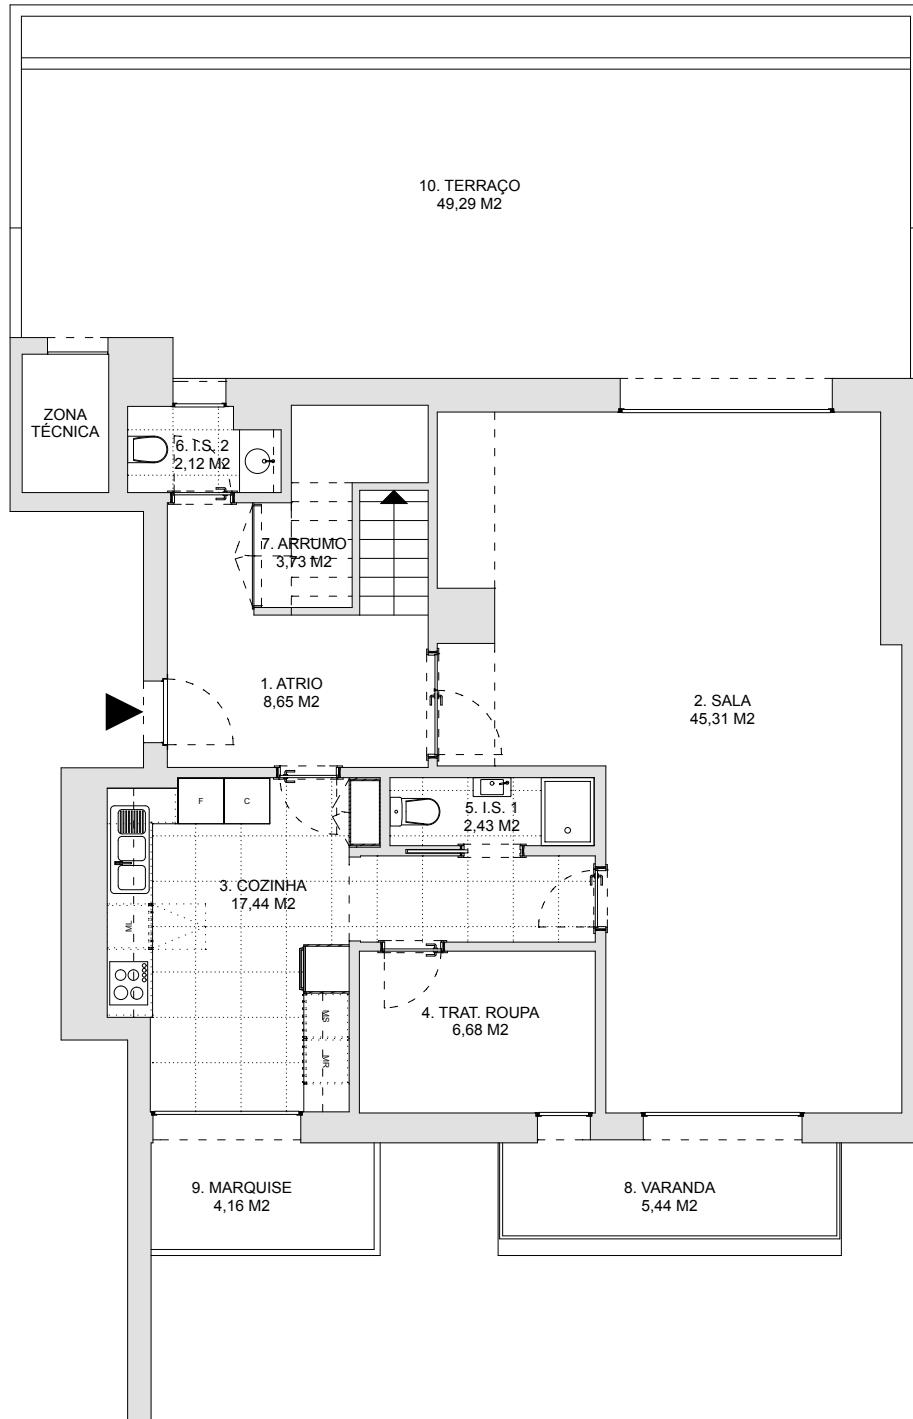 10. TERRAÇO
49,29 M2
ZONA
TÉCNICA
6. I.S. 2
2,12 M2
7. ARRUMO
3,73 M2
1. ATRIO
8,65 M2
2. SALA
45,31 M2
F
C
5. I.S. 1
2,43 M2
3. COZINHA
17,44 M2
ML
4. TRAT. ROUPA
6,68 M2
MS
MR
9. MARQUISE
4,16 M2
8. VARANDA
5,44 M2